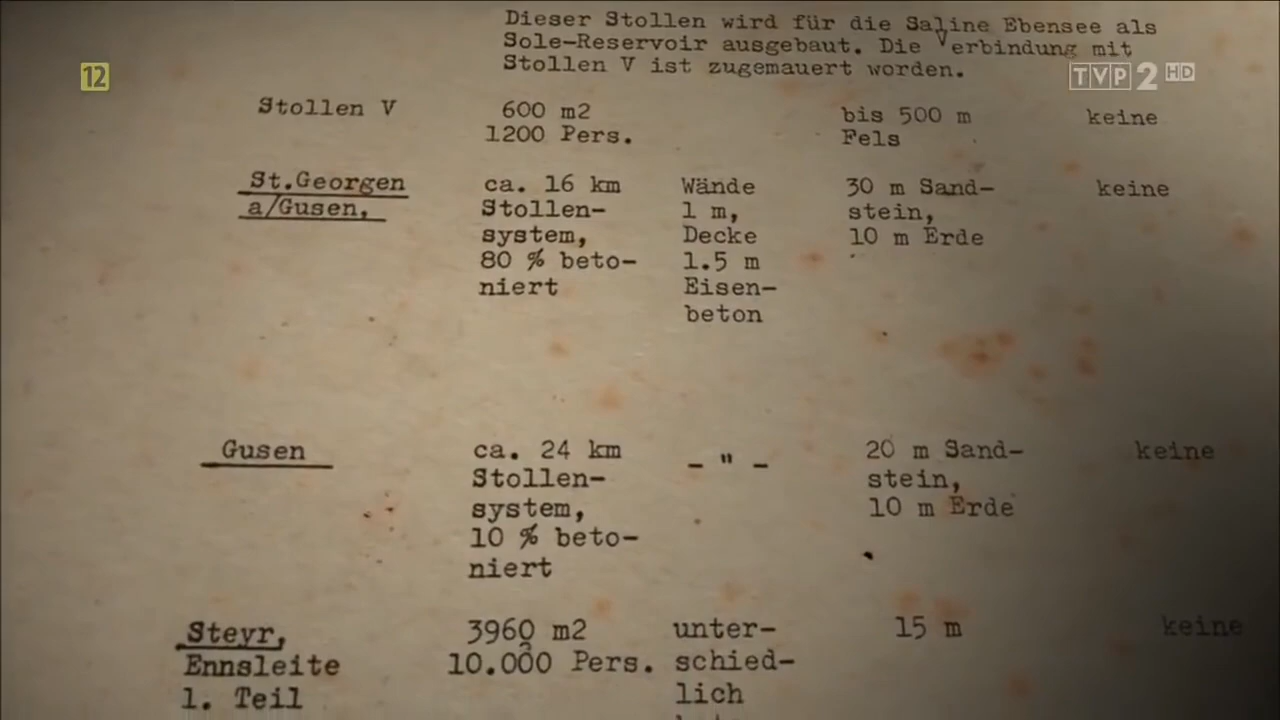 Dieser Stollen wird für die Saline Ebensee als
Sole-Reservoir ausgebaut. Die Verbindung mit
Stollen V ist zugemauert worden.
12
TVP2 HD
Stollen V 600 m2 bis 500 m keine
1200 Pers. Fels
St.Georgen ca. 16 km Wände 30 m Sand- keine
a/Gusen, Stollen- 1 m, stein,
system, Decke 10 m Erde
80 % beto- 1.5 m
niert Eisen-
beton
Gusen ca. 24 km - " - 20 m Sand- keine
Stollen- stein,
system, 10 m Erde
10 % beto-
niert
Steyr, 3960 m2 unter- 15 m keine
Ennsleite 10.000 Pers. schied-
1. Teil lich